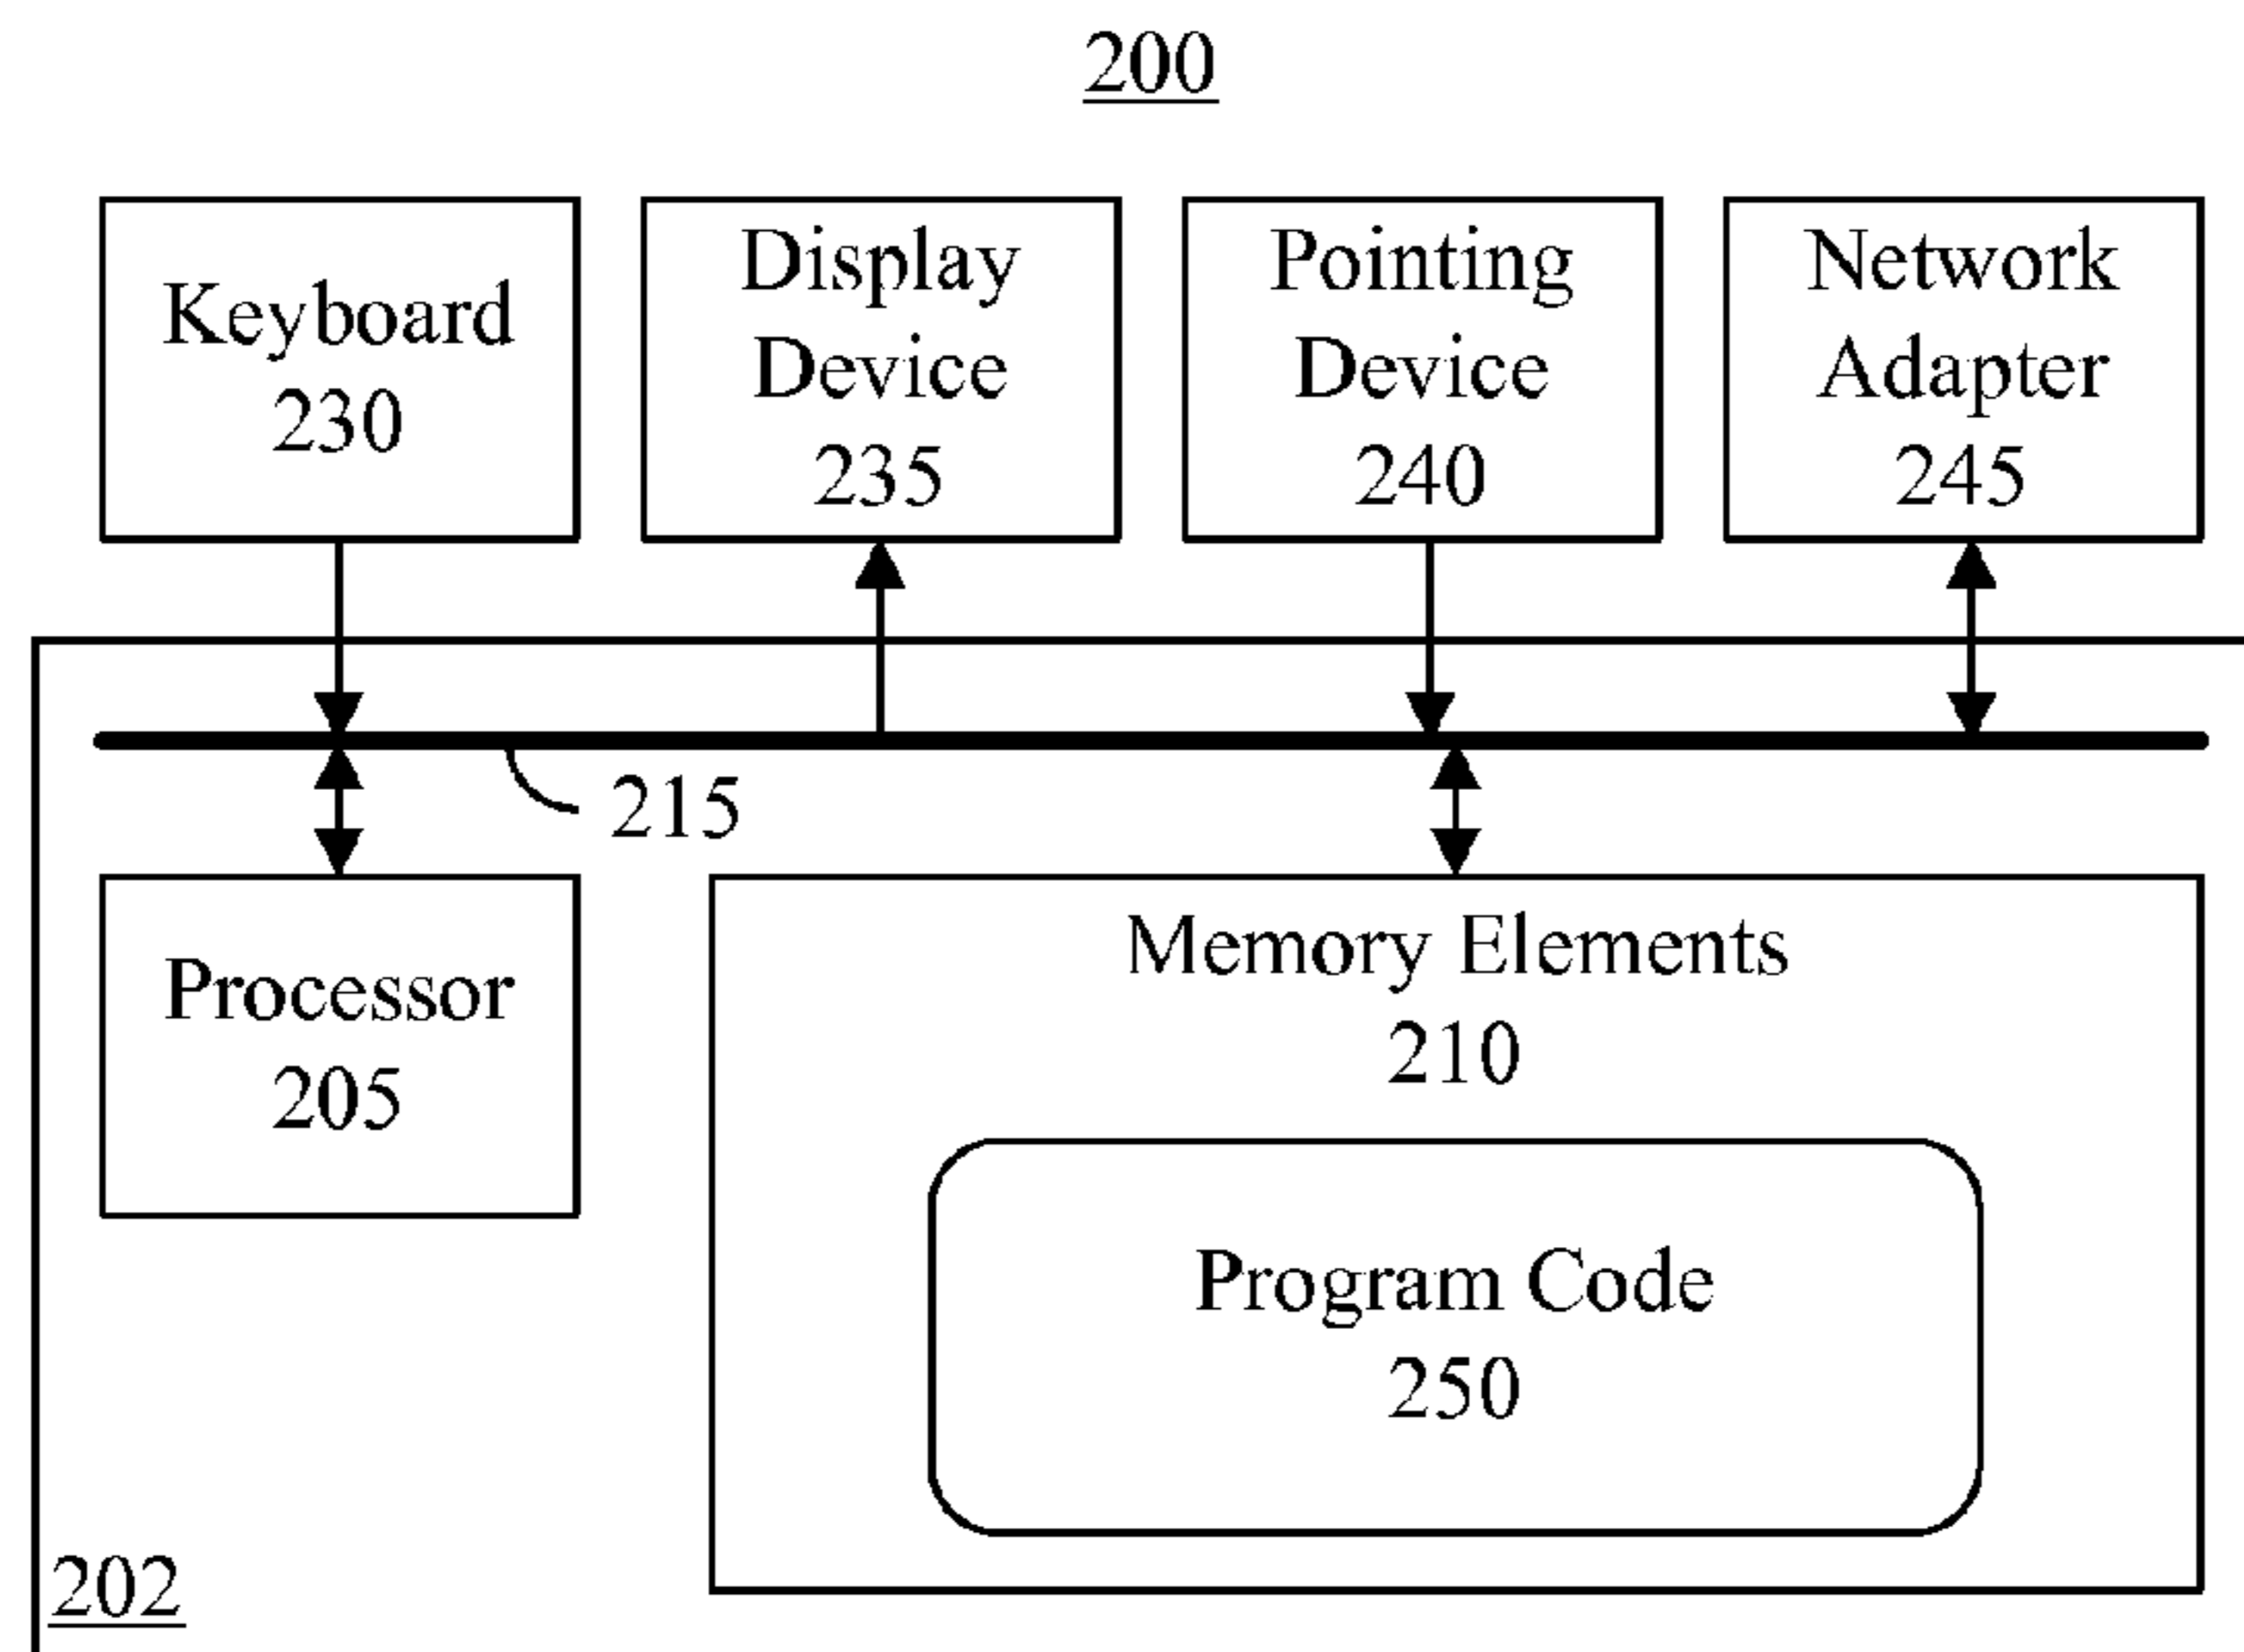 200
Keyboard
230
Display
Device
235
Pointing
Device
240
Network
Adapter
245
215
Processor
205
Memory Elements
210
Program Code
250
202